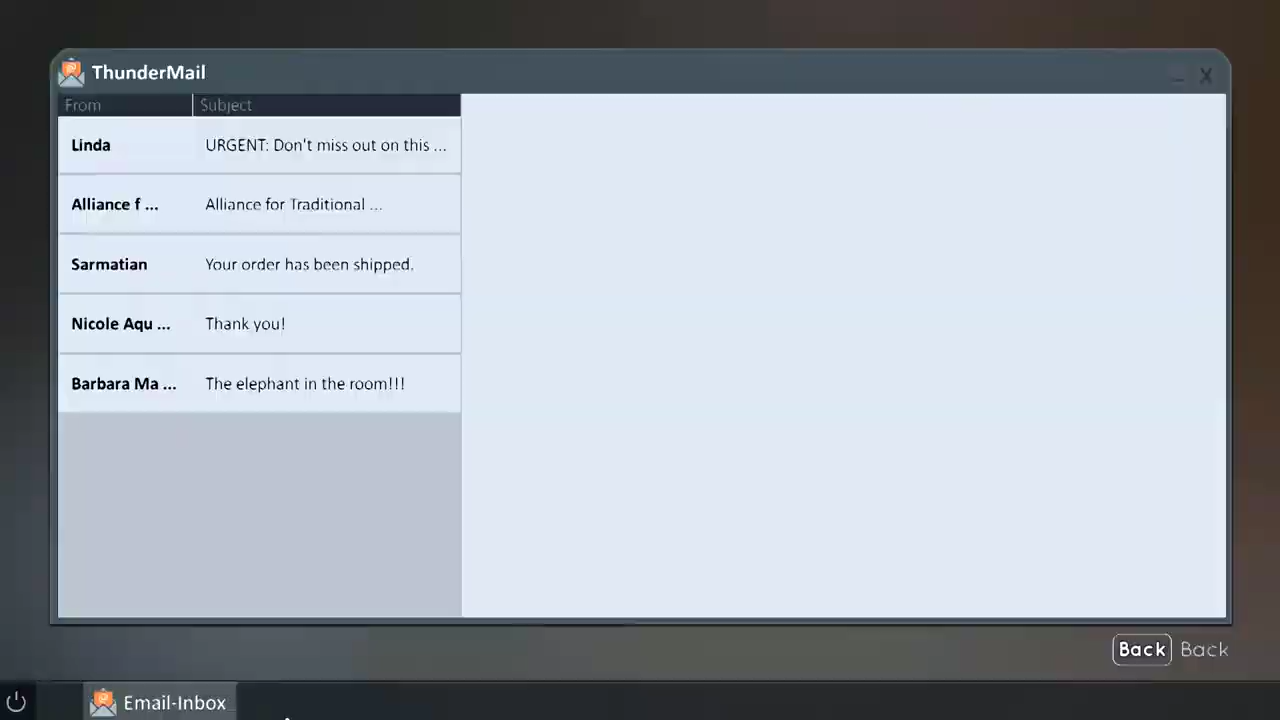 ThunderMail
From Subject
Linda URGENT: Don't miss out on this ...
Alliance f ... Alliance for Traditional ...
Sarmatian Your order has been shipped.
Nicole Aqu ... Thank you!
Barbara Ma ... The elephant in the room!!!
Back Back
Email-Inbox